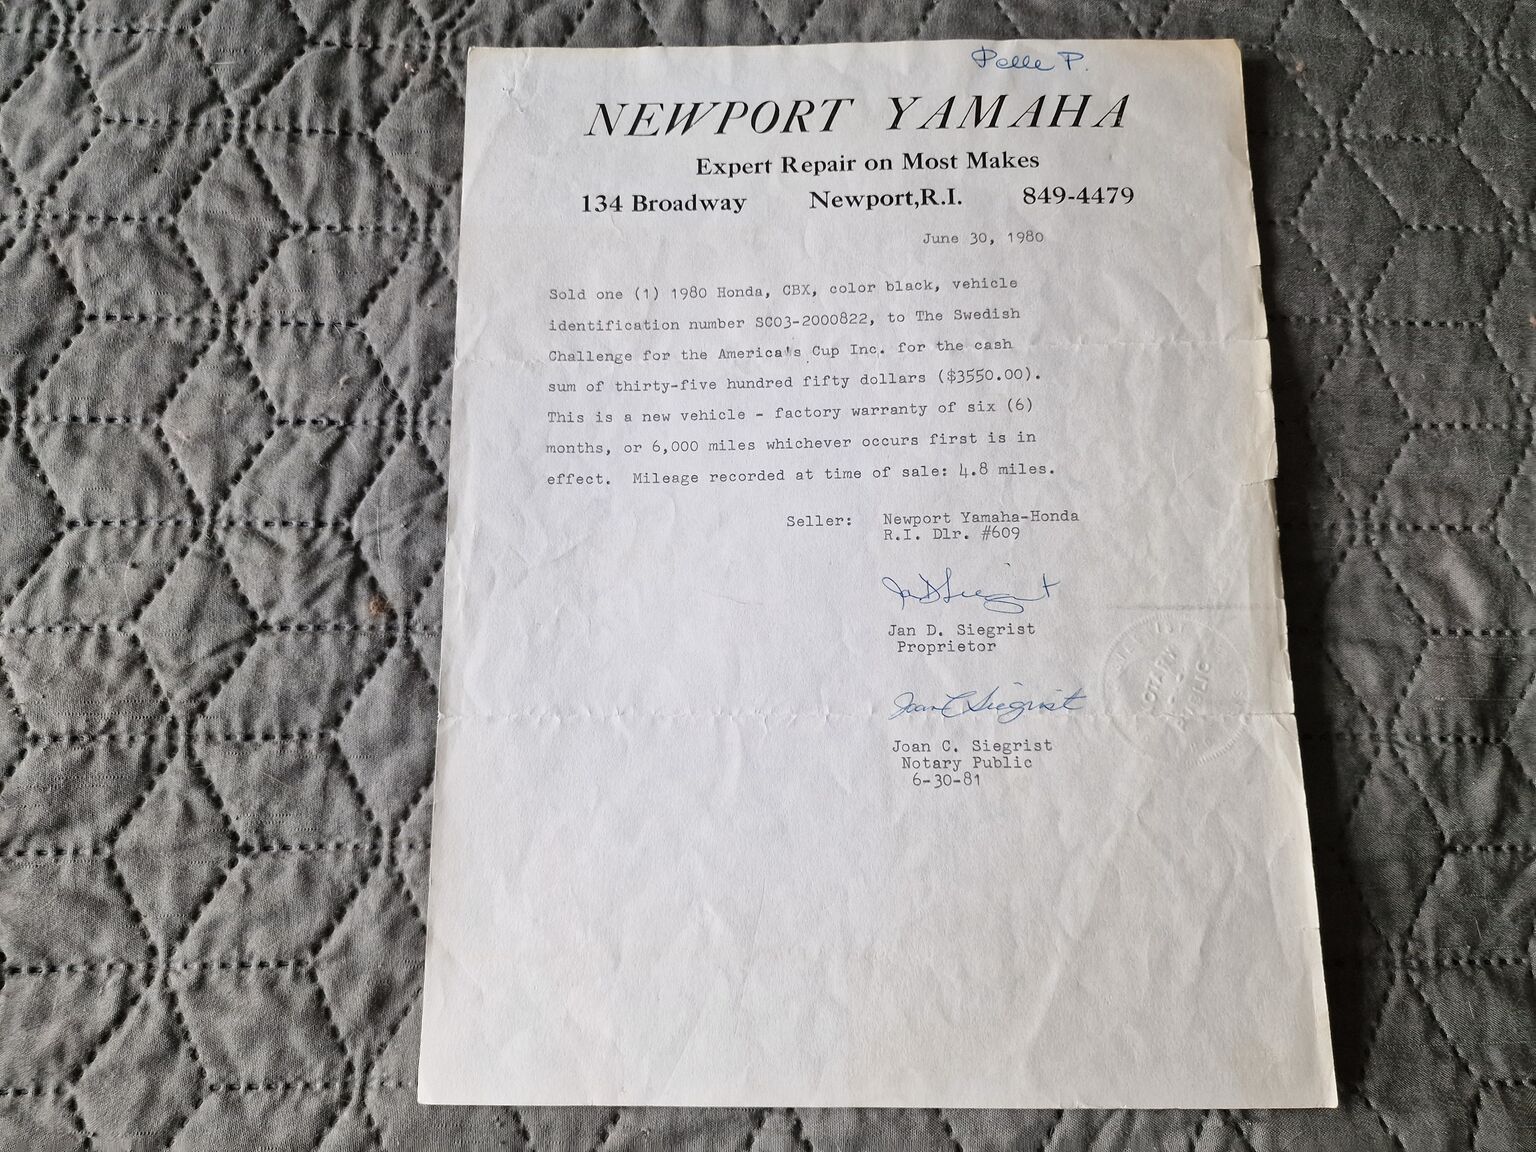 Pelle P.
NEWPORT YAMAHA
Expert Repair on Most Makes
134 Broadway Newport,R.I. 849-4479
June 30, 1980
Sold one (1) 1980 Honda, CBX, color black, vehicle
identification number SC03-2000822, to The Swedish
Challenge for the America's Cup Inc. for the cash
sum of thirty-five hundred fifty dollars ($3550.00).
This is a new vehicle - factory warranty of six (6)
months, or 6,000 miles whichever occurs first is in
effect. Mileage recorded at time of sale: 4.8 miles.
Seller: Newport Yamaha-Honda
R.I. Dlr. #609
Jan D Siegrist
Jan D. Siegrist
Proprietor
Joan C Siegrist
Joan C. Siegrist
Notary Public
6-30-81